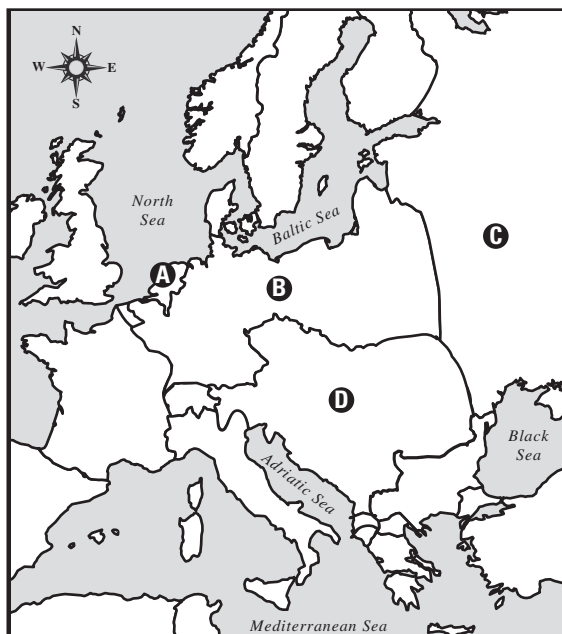 N
W E
S
North
Sea
Baltic Sea
A
B
C
D
Black
Sea
Adriatic Sea
Mediterranean Sea